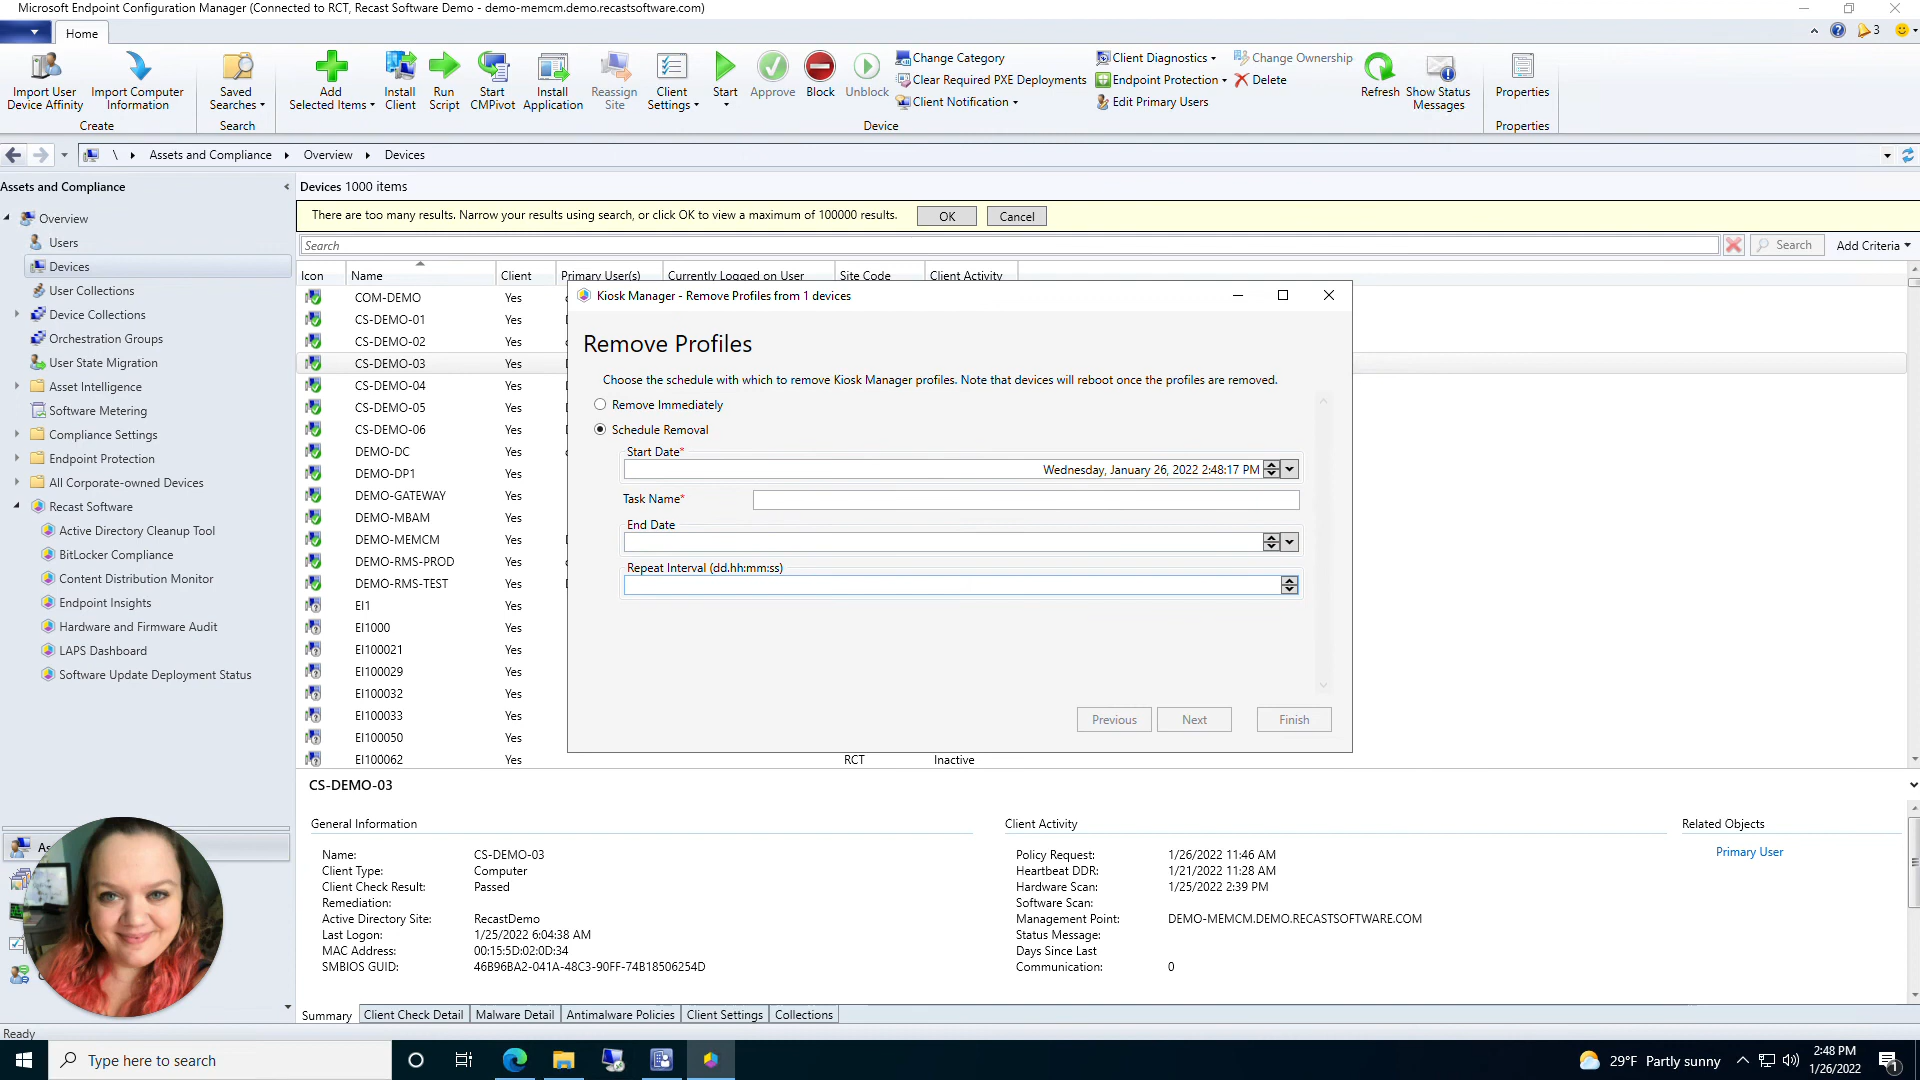 Microsoft Endpoint Configuration Manager (Connected to RCT, Recast Software Demo - demo-memcm.demo.recastsoftware.com)
Home
3
Import User Device Affinity
Import Computer Information
Saved Searches
Add Selected Items
Install Client
Run Script
Start CMPivot
Install Application
Reassign Site
Client Settings
Start
Approve
Block
Unblock
Change Category
Clear Required PXE Deployments
Client Notification
Client Diagnostics
Endpoint Protection
Edit Primary Users
Change Ownership
Delete
Refresh
Show Status Messages
Properties
Create
Search
Device
Properties
\ Assets and Compliance Overview Devices
Assets and Compliance
Overview
Users
Devices
User Collections
Device Collections
Orchestration Groups
User State Migration
Asset Intelligence
Software Metering
Compliance Settings
Endpoint Protection
All Corporate-owned Devices
Recast Software
Active Directory Cleanup Tool
BitLocker Compliance
Content Distribution Monitor
Endpoint Insights
Hardware and Firmware Audit
LAPS Dashboard
Software Update Deployment Status
As
Devices 1000 items
There are too many results. Narrow your results using search, or click OK to view a maximum of 100000 results. OK Cancel
Search Search Add Criteria
Icon Name Client Primary User(s) Currently Logged on User Site Code Client Activity
COM-DEMO Yes
CS-DEMO-01 Yes
CS-DEMO-02 Yes
CS-DEMO-03 Yes
CS-DEMO-04 Yes
CS-DEMO-05 Yes
CS-DEMO-06 Yes
DEMO-DC Yes
DEMO-DP1 Yes
DEMO-GATEWAY Yes
DEMO-MBAM Yes
DEMO-MEMCM Yes
DEMO-RMS-PROD Yes
DEMO-RMS-TEST Yes
EI1 Yes
EI1000 Yes
EI100021 Yes
EI100029 Yes
EI100032 Yes
EI100033 Yes
EI100050 Yes
EI100062 Yes RCT Inactive
Kiosk Manager - Remove Profiles from 1 devices
Remove Profiles
Choose the schedule with which to remove Kiosk Manager profiles. Note that devices will reboot once the profiles are removed.
Remove Immediately
Schedule Removal
Start Date*
Wednesday, January 26, 2022 2:48:17 PM
Task Name*
End Date
Repeat Interval (dd.hh:mm:ss)
Previous Next Finish
CS-DEMO-03
General Information
Name: CS-DEMO-03
Client Type: Computer
Client Check Result: Passed
Remediation:
Active Directory Site: RecastDemo
Last Logon: 1/25/2022 6:04:38 AM
MAC Address: 00:15:5D:02:0D:34
SMBIOS GUID: 46B96BA2-041A-48C3-90FF-74B18506254D
Client Activity
Policy Request: 1/26/2022 11:46 AM
Heartbeat DDR: 1/21/2022 11:28 AM
Hardware Scan: 1/25/2022 2:39 PM
Software Scan:
Management Point: DEMO-MEMCM.DEMO.RECASTSOFTWARE.COM
Status Message:
Days Since Last
Communication: 0
Related Objects
Primary User
Summary Client Check Detail Malware Detail Antimalware Policies Client Settings Collections
Ready
Type here to search
29°F Partly sunny
2:48 PM
1/26/2022
1